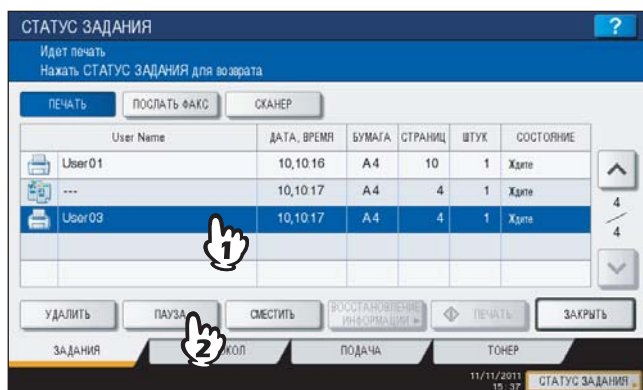 СТАТУС ЗАДАНИЯ ?
Идет печать
Нажать СТАТУС ЗАДАНИЯ для возврата
ПЕЧАТЬ ПОСЛАТЬ ФАКС СКАНЕР
User Name ДАТА, ВРЕМЯ БУМАГА СТРАНИЦ ШТУК СОСТОЯНИЕ
User01 10,10:16 A4 10 1 Ждите
--- 10,10:17 A4 4 1 Ждите
User03 10,10:17 A4 4 1 Ждите
4
4
1
УДАЛИТЬ ПАУЗА СМЕСТИТЬ ВОССТАНОВЛЕНИЕ ИНФОРМАЦИИ ПЕЧАТЬ ЗАКРЫТЬ
2
ЗАДАНИЯ ПОДАЧА ТОНЕР
11/11/2011
15:37 СТАТУС ЗАДАНИЯ